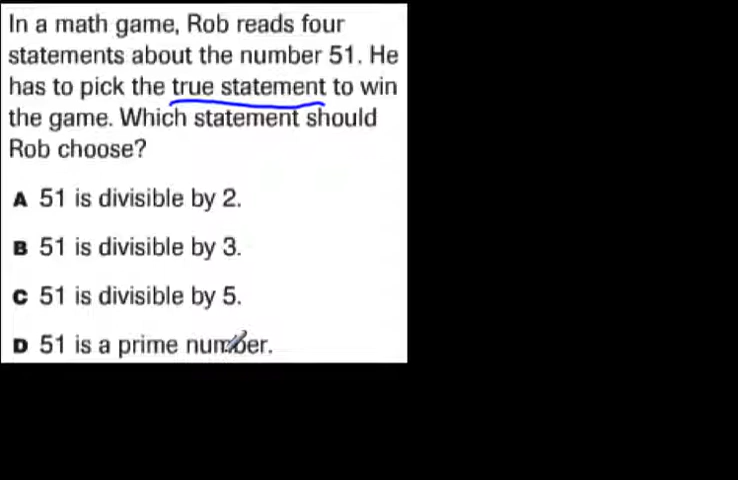 In a math game, Rob reads four
statements about the number 51. He
has to pick the true statement to win
the game. Which statement should
Rob choose?
A 51 is divisible by 2.
B 51 is divisible by 3.
C 51 is divisible by 5.
D 51 is a prime number.